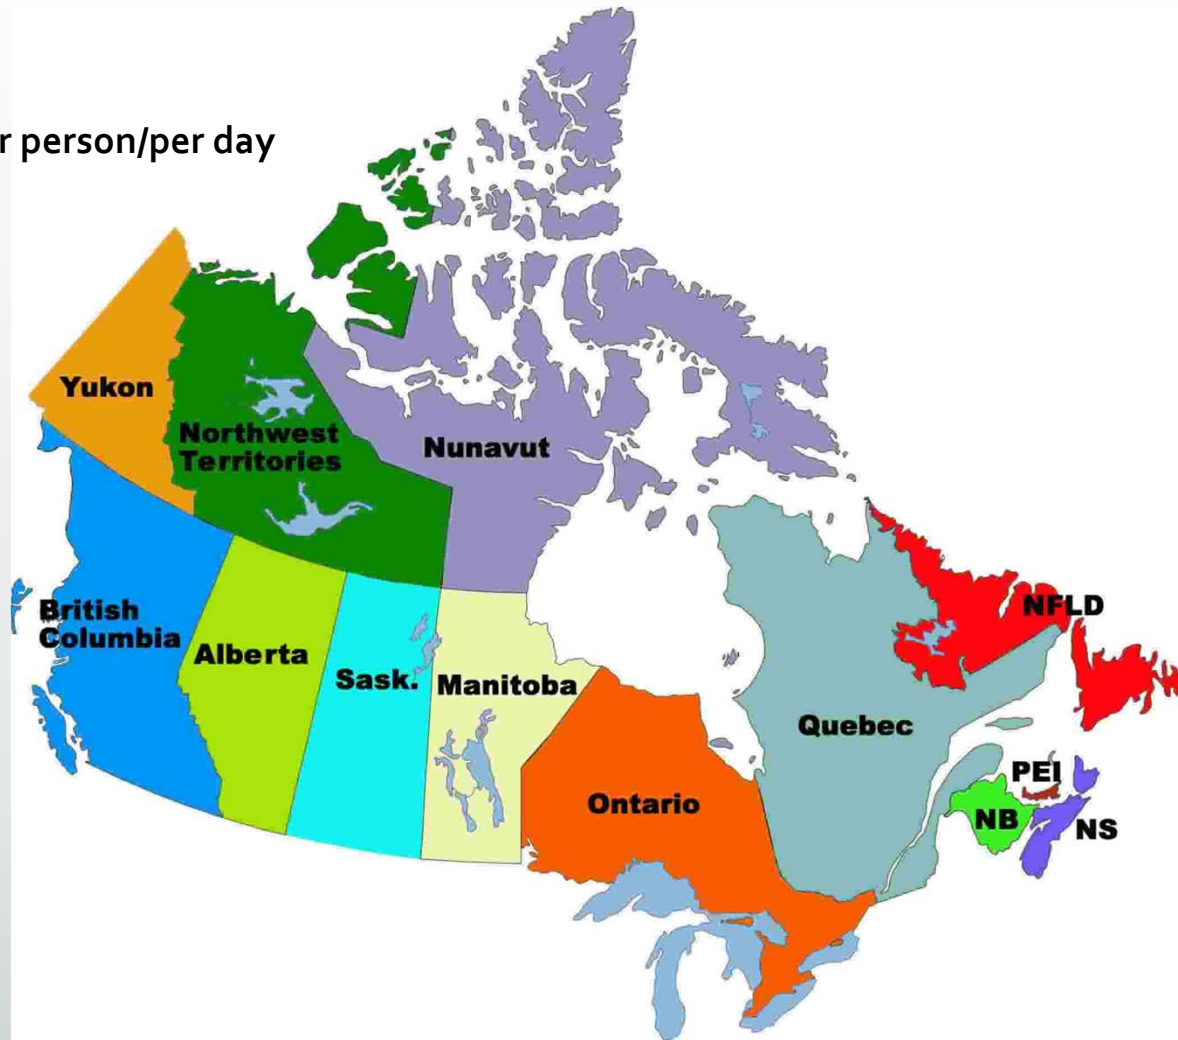 r person/per day
Yukon
Northwest
Territories
Nunavut
British
Columbia
Alberta
Sask.
Manitoba
Ontario
Quebec
NFLD
PEI
NB
NS